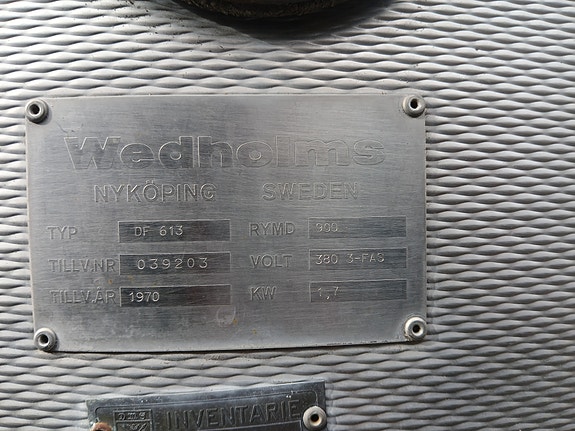 Wedholms
NYKÖPING SWEDEN
TYP DF 613 RYMD 900
TILLV.NR 039203 VOLT 380 3-FAS
TILLV.ÅR 1970 KW 1,7
INVENTARIE